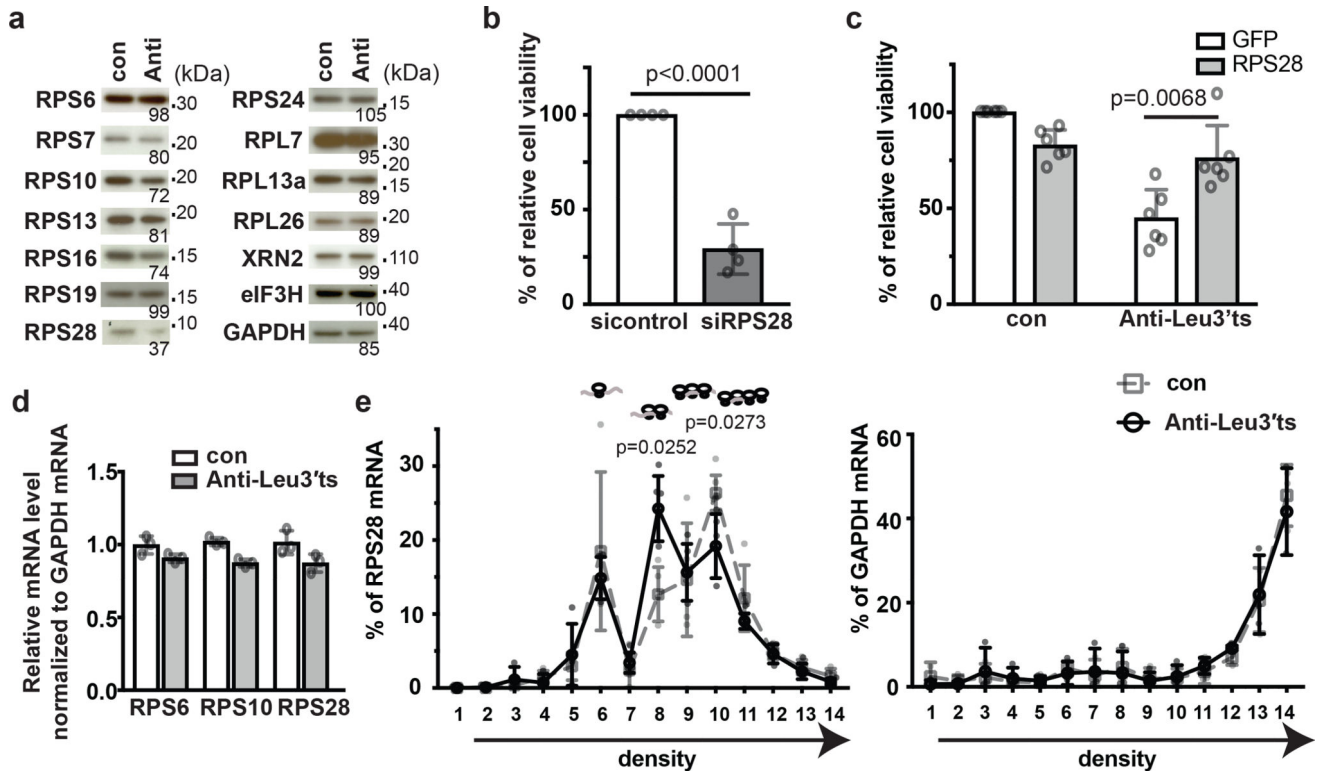 a
con
Anti
(kDa)
RPS6
.30
98
RPS7
.20
80
RPS10
.20
72
RPS13
.20
81
RPS16
.15
74
RPS19
.15
99
RPS28
.10
37
con
Anti
(kDa)
RPS24
.15
105
RPL7
.30
95
RPL13a
.20
.15
89
RPL26
.20
89
XRN2
.110
99
eIF3H
.40
100
GAPDH
.40
85
b
% of relative cell viability
p<0.0001
100
50
0
sicontrol siRPS28
c
GFP
RPS28
% of relative cell viability
p=0.0068
100
50
0
con Anti-Leu3'ts
d
con
Anti-Leu3'ts
Relative mRNA level
normalized to GAPDH mRNA
1.5
1.0
0.5
0.0
RPS6 RPS10 RPS28
e
p=0.0252
p=0.0273
% of RPS28 mRNA
30
20
10
0
1 2 3 4 5 6 7 8 9 10 11 12 13 14
density
con
Anti-Leu3'ts
% of GAPDH mRNA
60
40
20
0
1 2 3 4 5 6 7 8 9 10 11 12 13 14
density